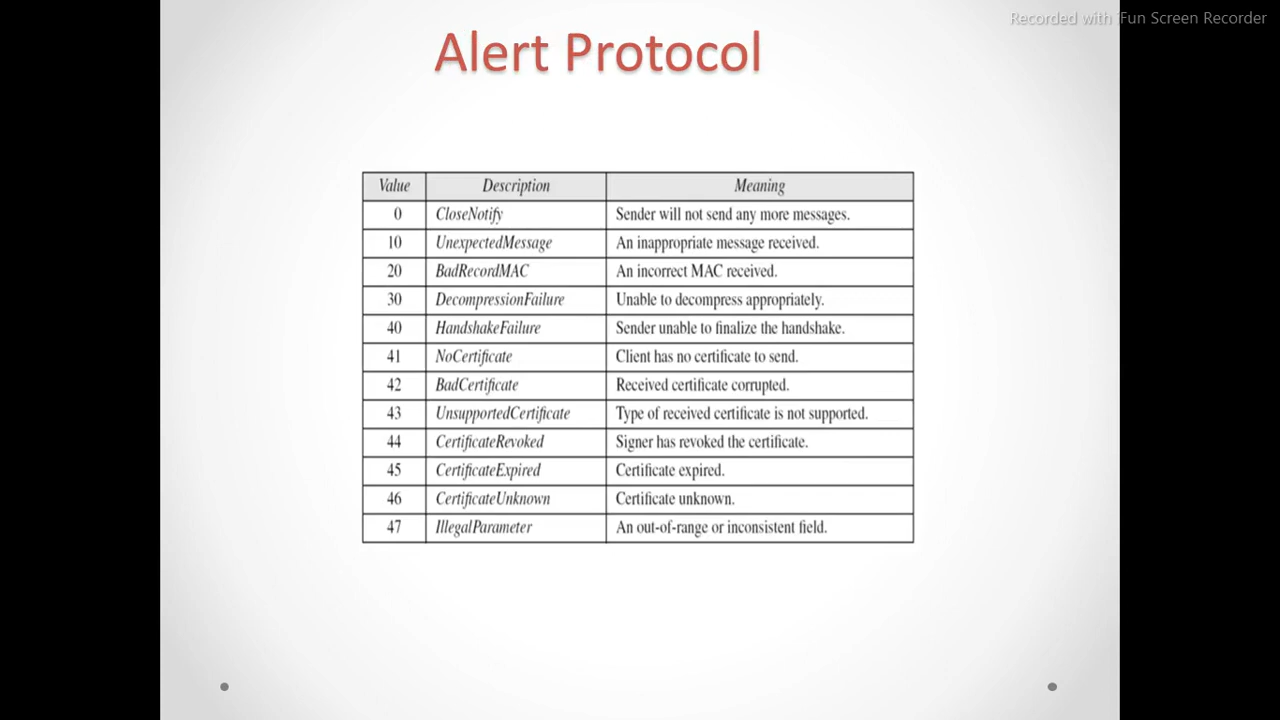 Recorded with iFun Screen Recorder
Alert Protocol
Value Description Meaning
0 CloseNotify Sender will not send any more messages.
10 UnexpectedMessage An inappropriate message received.
20 BadRecordMAC An incorrect MAC received.
30 DecompressionFailure Unable to decompress appropriately.
40 HandshakeFailure Sender unable to finalize the handshake.
41 NoCertificate Client has no certificate to send.
42 BadCertificate Received certificate corrupted.
43 UnsupportedCertificate Type of received certificate is not supported.
44 CertificateRevoked Signer has revoked the certificate.
45 CertificateExpired Certificate expired.
46 CertificateUnknown Certificate unknown.
47 IllegalParameter An out-of-range or inconsistent field.